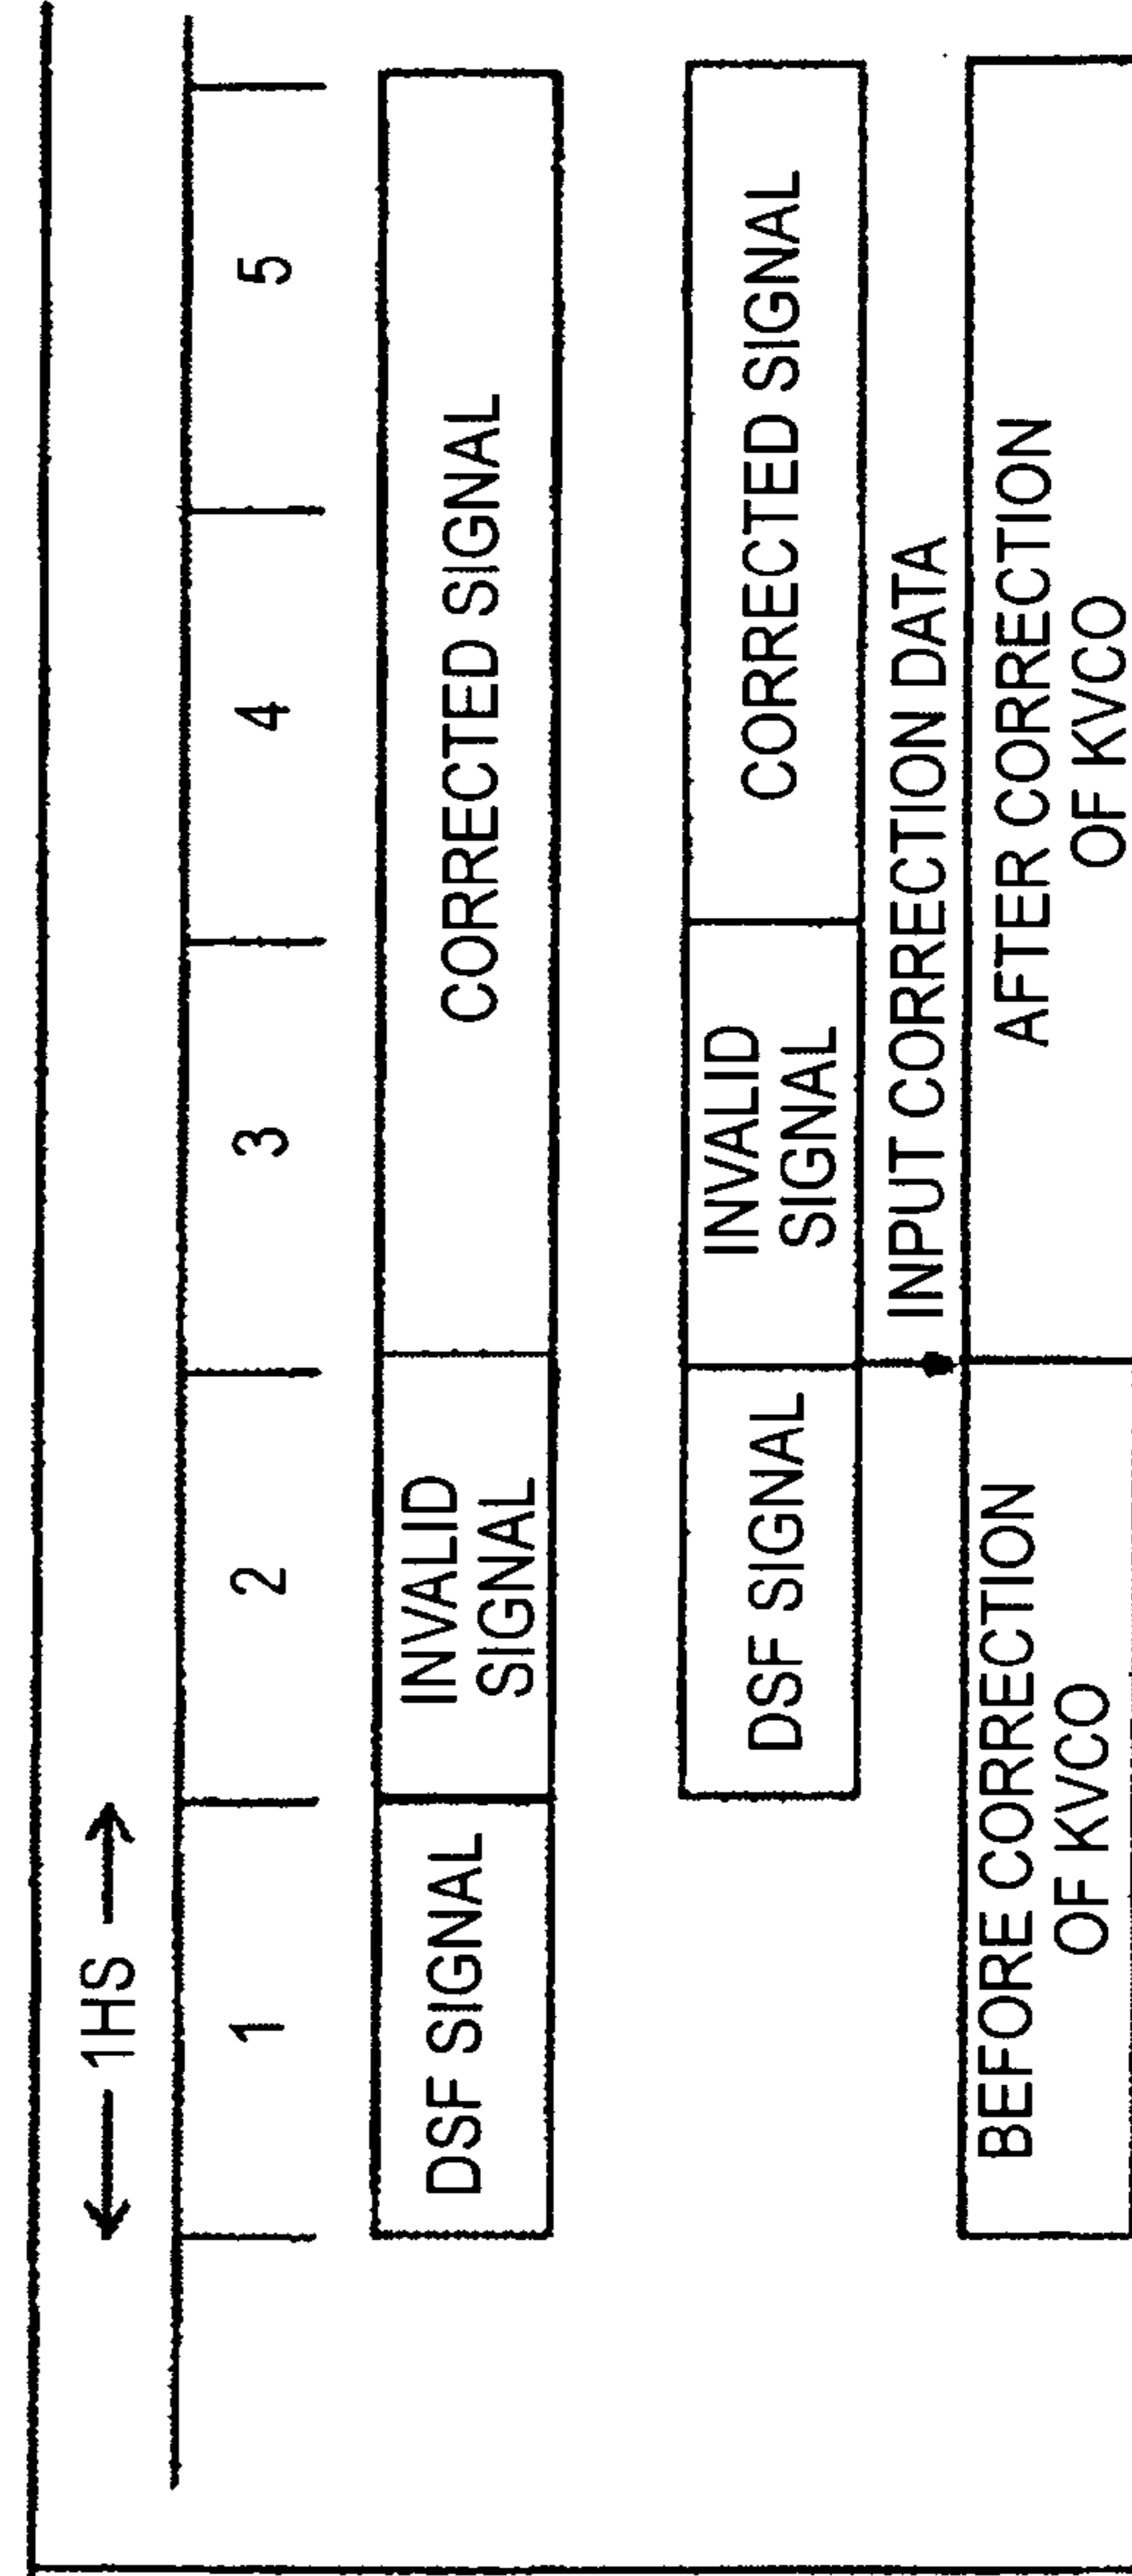 1HS
1 2 3 4 5
DSF SIGNAL
INVALID
SIGNAL
CORRECTED SIGNAL
DSF SIGNAL
INVALID
SIGNAL
CORRECTED SIGNAL
INPUT CORRECTION DATA
BEFORE CORRECTION
OF KVCO
AFTER CORRECTION
OF KVCO